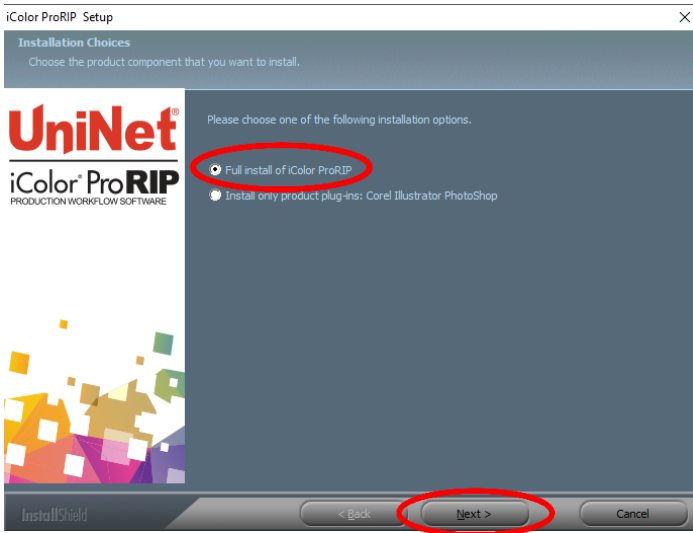 iColor ProRIP Setup
Installation Choices
Choose the product component that you want to install.
UniNet®
iColor® ProRIP
PRODUCTION WORKFLOW SOFTWARE
Please choose one of the following installation options.
Full install of iColor ProRIP
Install only product plug-ins: Corel Illustrator PhotoShop
InstallShield
< Back
Next >
Cancel